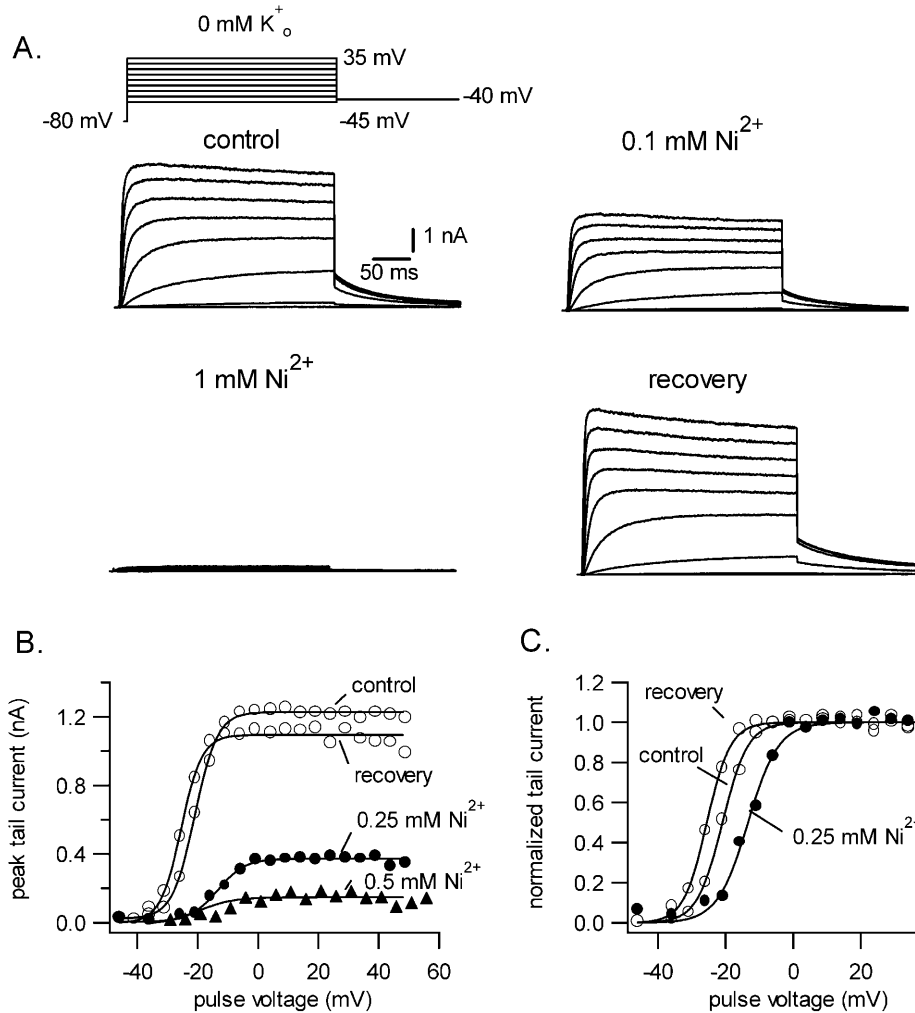 A.
0 mM K⁺ₒ
35 mV
-40 mV
-80 mV
-45 mV
control
0.1 mM Ni²⁺
1 nA
50 ms
1 mM Ni²⁺
recovery
B.
peak tail current (nA)
1.2
0.8
0.4
0.0
control
recovery
0.25 mM Ni²⁺
0.5 mM Ni²⁺
-40 -20 0 20 40 60
pulse voltage (mV)
C.
normalized tail current
1.2
1.0
0.8
0.6
0.4
0.2
0.0
recovery
control
0.25 mM Ni²⁺
-40 -20 0 20
pulse voltage (mV)